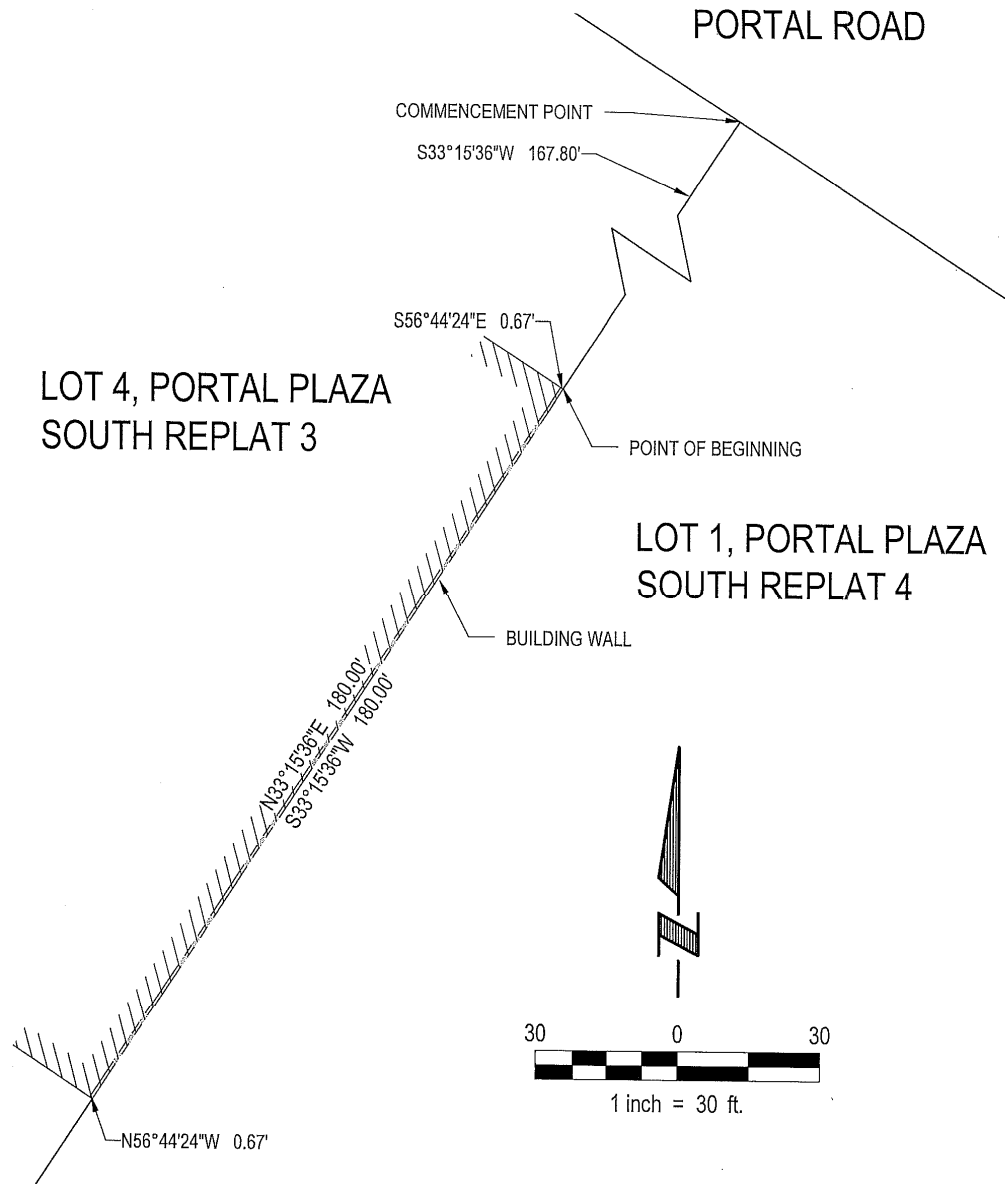 PORTAL ROAD
COMMENCEMENT POINT
S33°15'36"W 167.80'
S56°44'24"E 0.67'
LOT 4, PORTAL PLAZA
SOUTH REPLAT 3
POINT OF BEGINNING
LOT 1, PORTAL PLAZA
SOUTH REPLAT 4
BUILDING WALL
N33°15'36"E 180.00'
S33°15'36"W 180.00'
30 0 30
1 inch = 30 ft.
N56°44'24"W 0.67'